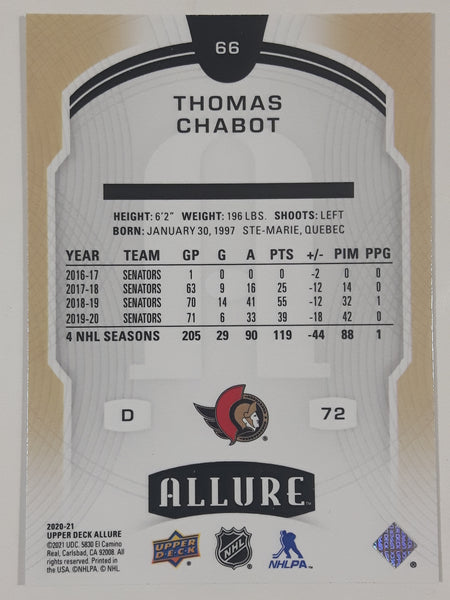 66
THOMAS
CHABOT
HEIGHT: 6'2" WEIGHT: 196 LBS. SHOOTS: LEFT
BORN: JANUARY 30, 1997 STE-MARIE, QUEBEC
YEAR TEAM GP G A PTS +/- PIM PPG
2016-17 SENATORS 1 0 0 0 -2 0 0
2017-18 SENATORS 63 9 16 25 -12 14 0
2018-19 SENATORS 70 14 41 55 -12 32 1
2019-20 SENATORS 71 6 33 39 -18 42 0
4 NHL SEASONS 205 29 90 119 -44 88 1
D
72
®
ALLURE™
2020-21
UPPER DECK ALLURE
©2021 UDC. 5830 El Camino
Real, Carlsbad, CA 92008. All
rights reserved. Printed in
the USA. ©NHLPA. © NHL.
UPPER
DECK
NHL
®
NHLPA™
®